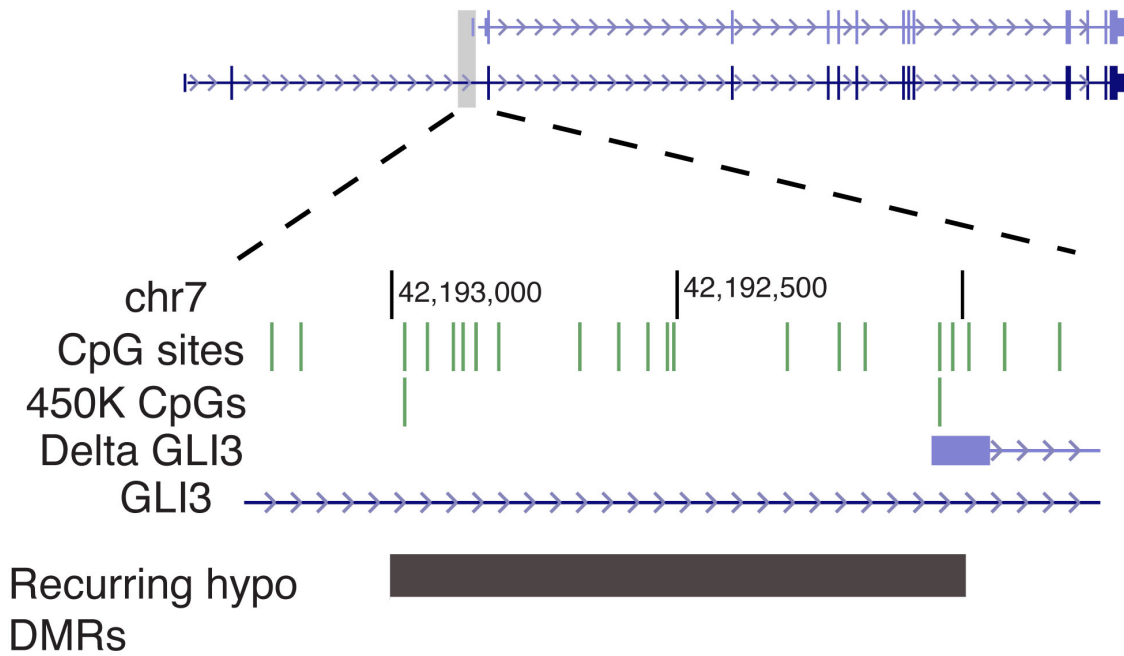 chr7 42,193,000 42,192,500
CpG sites
450K CpGs
Delta GLI3
GLI3
Recurring hypo
DMRs